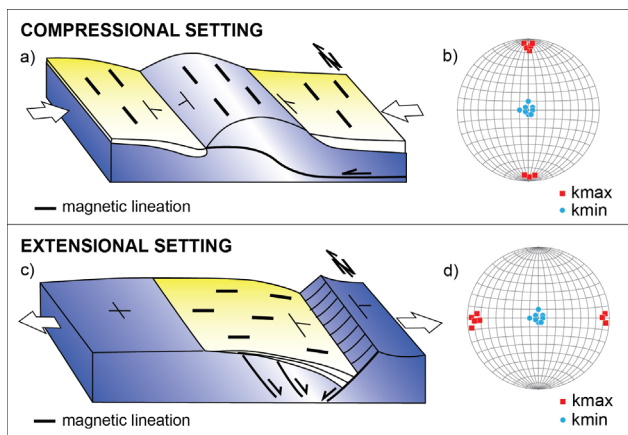 COMPRESSIONAL SETTING
a)
N
b)
kmax
kmin
magnetic lineation
EXTENSIONAL SETTING
c)
N
d)
kmax
kmin
magnetic lineation